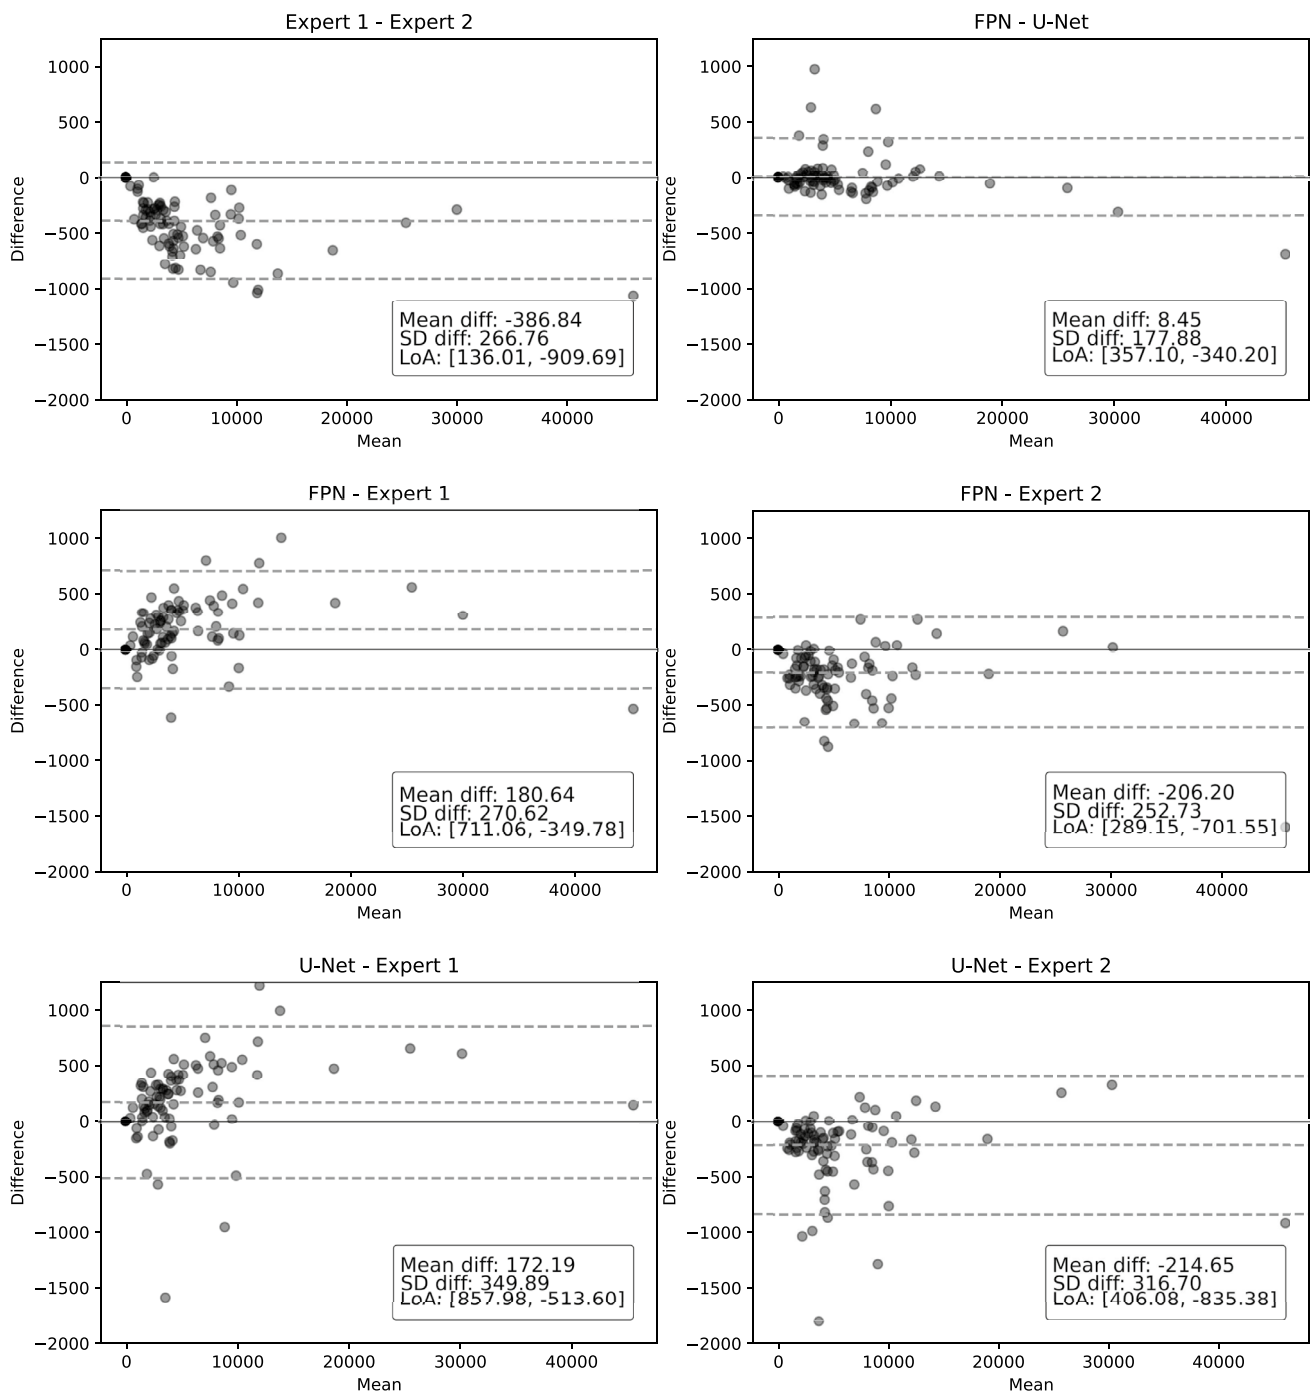 Expert 1 - Expert 2
1000
500
0
−500
−1000
−1500
−2000
Difference
Mean diff: -386.84
SD diff: 266.76
LoA: [136.01, -909.69]
0 10000 20000 30000 40000
Mean
FPN - U-Net
1000
500
0
−500
−1000
−1500
−2000
Difference
Mean diff: 8.45
SD diff: 177.88
LoA: [357.10, -340.20]
0 10000 20000 30000 40000
Mean
FPN - Expert 1
1000
500
0
−500
−1000
−1500
−2000
Difference
Mean diff: 180.64
SD diff: 270.62
LoA: [711.06, -349.78]
0 10000 20000 30000 40000
Mean
FPN - Expert 2
1000
500
0
−500
−1000
−1500
−2000
Difference
Mean diff: -206.20
SD diff: 252.73
LoA: [289.15, -701.55]
0 10000 20000 30000 40000
Mean
U-Net - Expert 1
1000
500
0
−500
−1000
−1500
−2000
Difference
Mean diff: 172.19
SD diff: 349.89
LoA: [857.98, -513.60]
0 10000 20000 30000 40000
Mean
U-Net - Expert 2
1000
500
0
−500
−1000
−1500
−2000
Difference
Mean diff: -214.65
SD diff: 316.70
LoA: [406.08, -835.38]
0 10000 20000 30000 40000
Mean